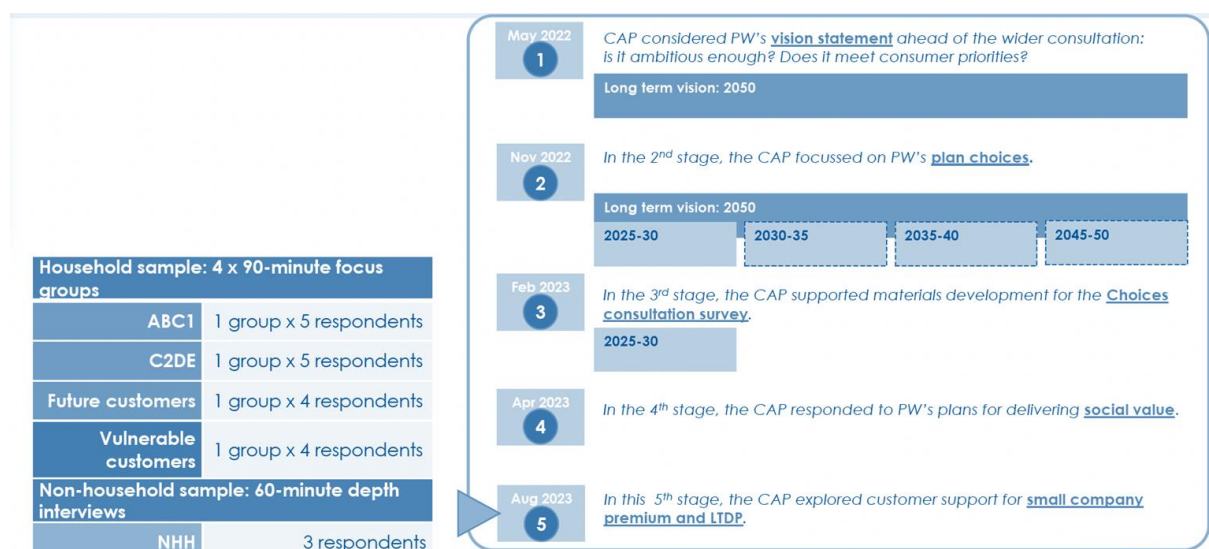 Household sample: 4 x 90-minute focus
groups
ABC1 1 group x 5 respondents
C2DE 1 group x 5 respondents
Future customers 1 group x 4 respondents
Vulnerable
customers 1 group x 4 respondents
Non-household sample: 60-minute depth
interviews
NHH 3 respondents
May 2022
1
CAP considered PW's vision statement ahead of the wider consultation:
is it ambitious enough? Does it meet consumer priorities?
Long term vision: 2050
Nov 2022
2
In the 2nd stage, the CAP focussed on PW's plan choices.
Long term vision: 2050
2025-30 2030-35 2035-40 2045-50
Feb 2023
3
In the 3rd stage, the CAP supported materials development for the Choices
consultation survey.
2025-30
Apr 2023
4
In the 4th stage, the CAP responded to PW's plans for delivering social value.
Aug 2023
5
In this 5th stage, the CAP explored customer support for small company
premium and LTDP.